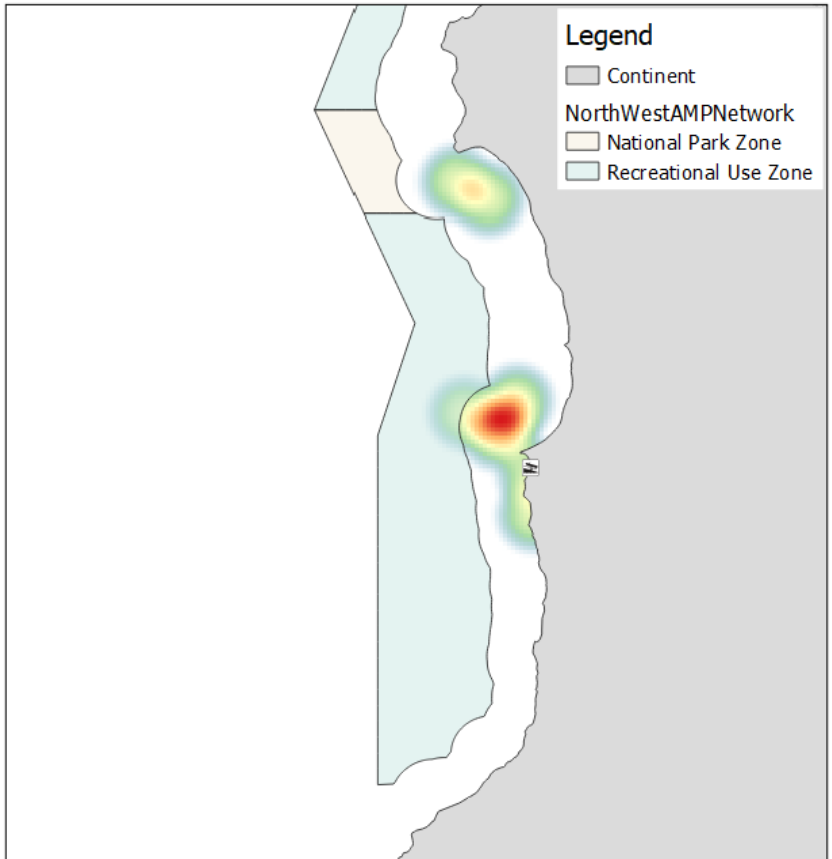 Legend
Continent
NorthWestAMPNetwork
National Park Zone
Recreational Use Zone